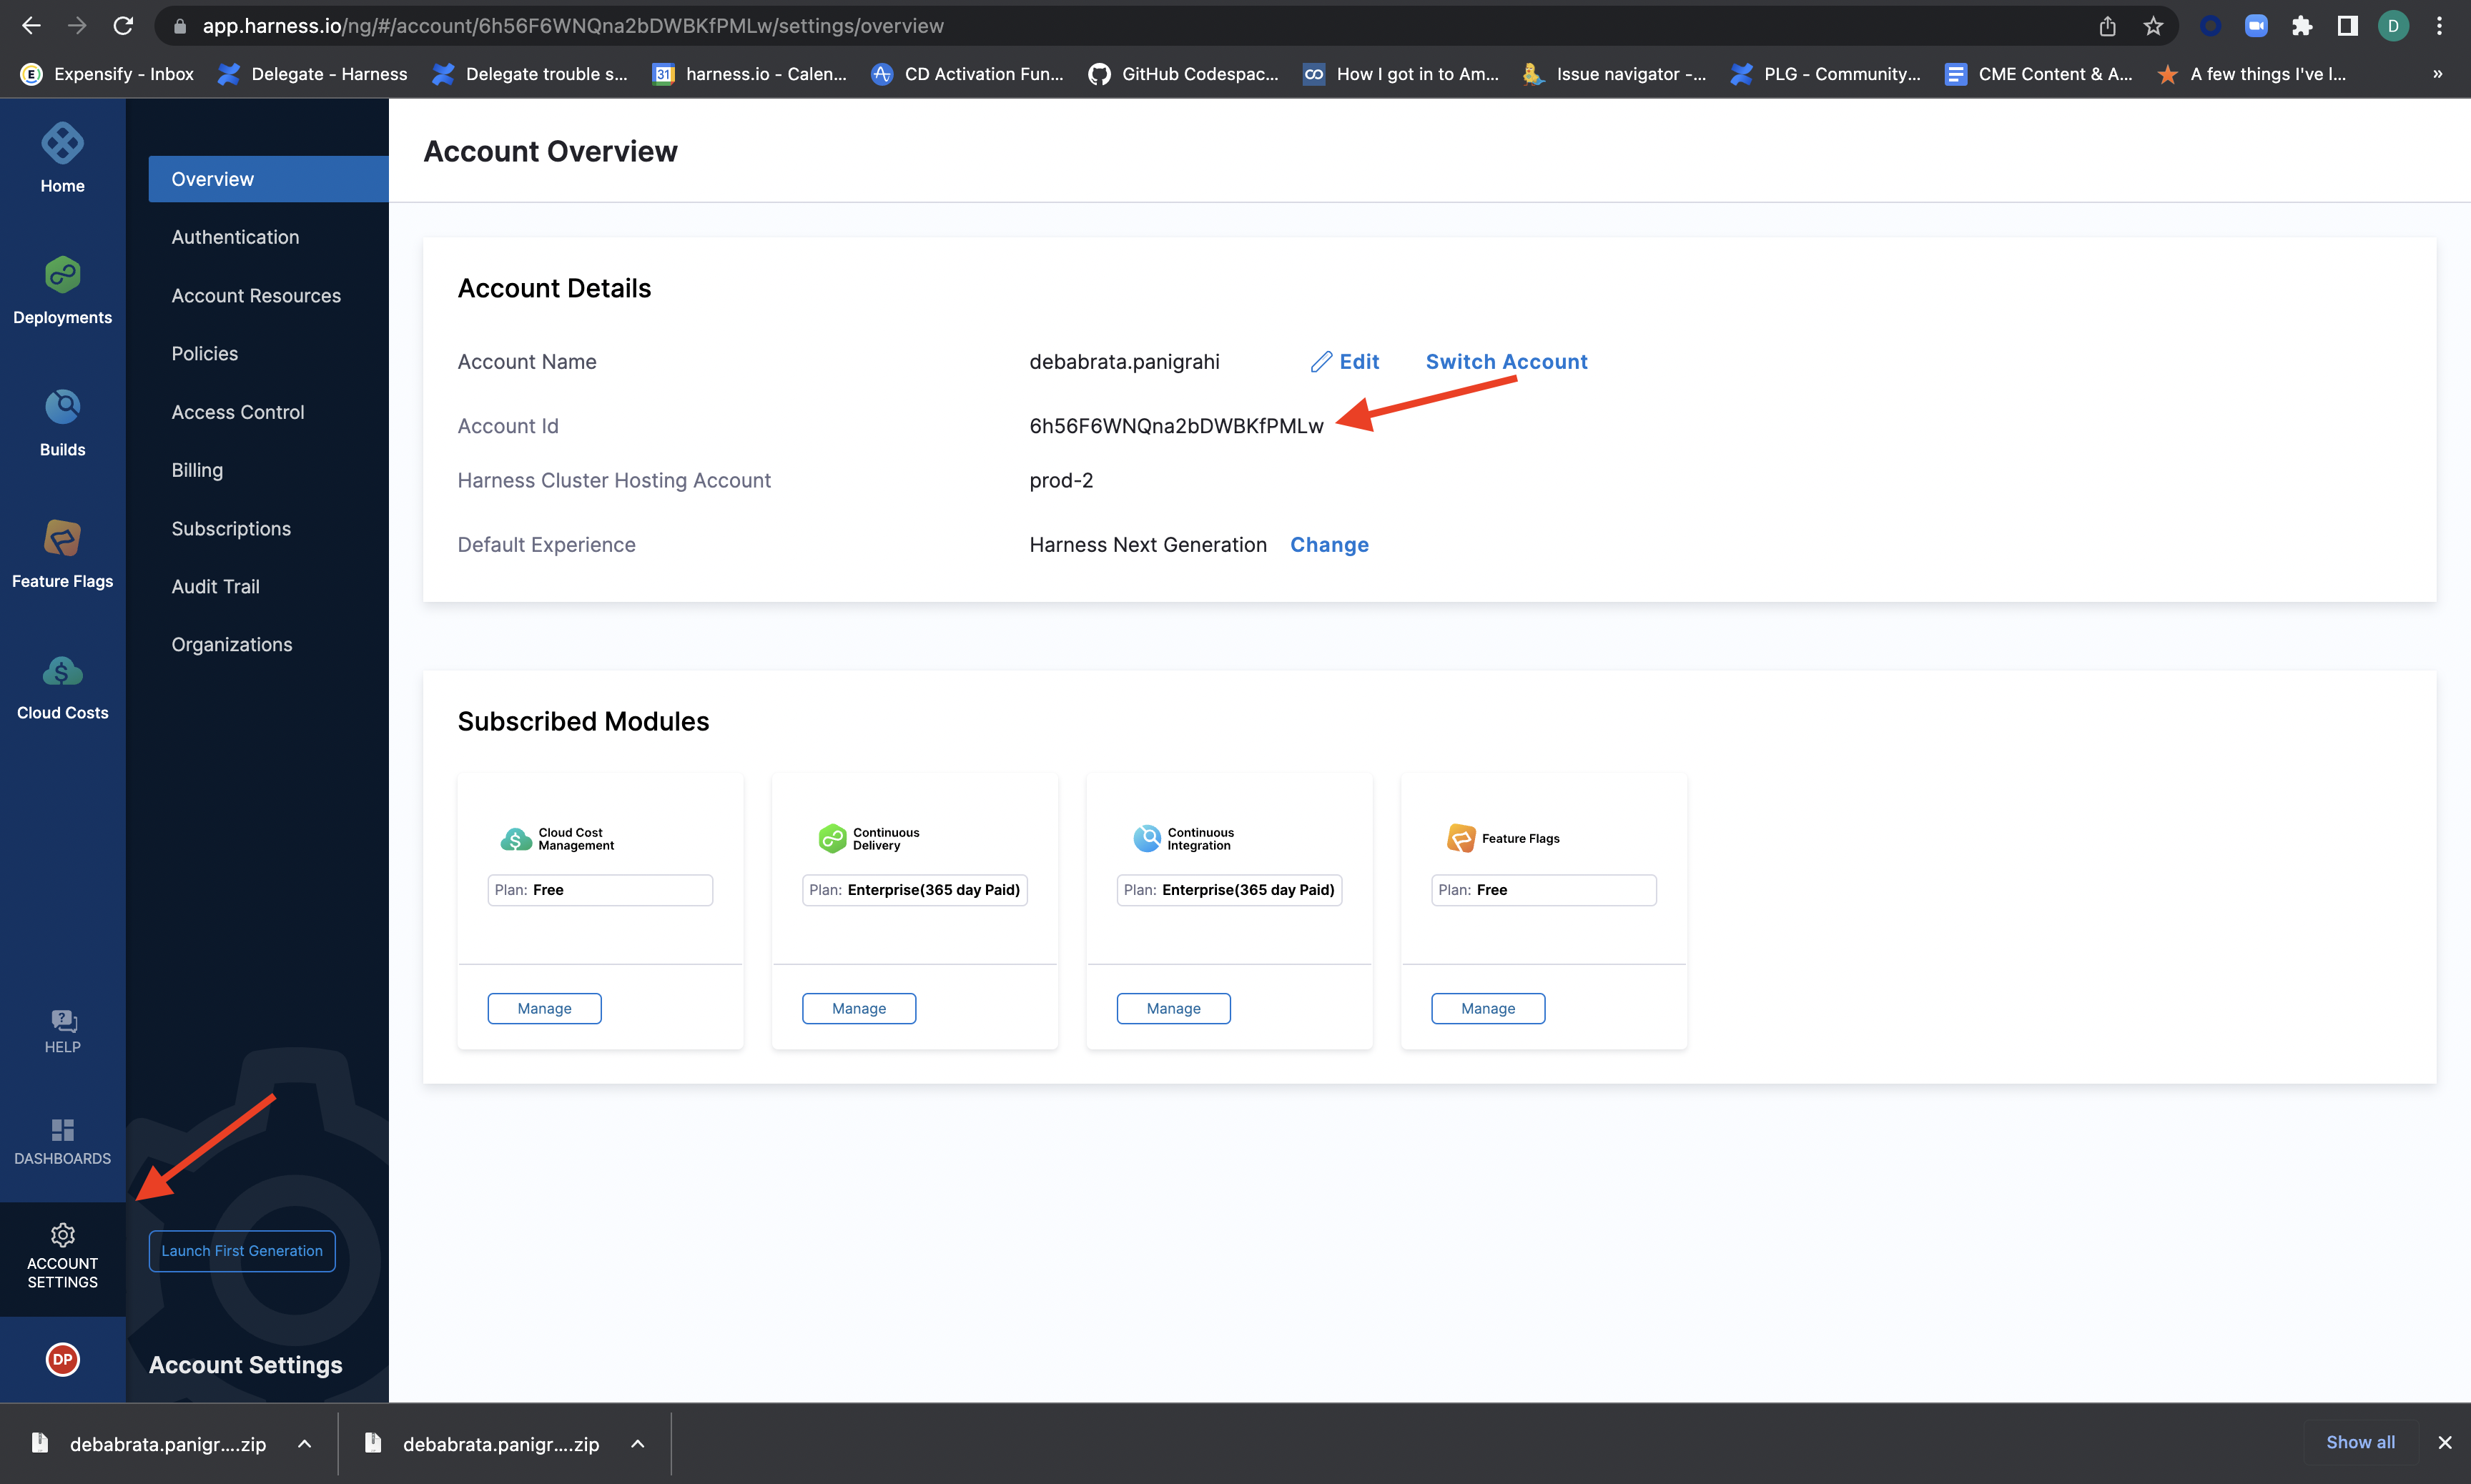 app.harness.io/ng/#/account/6h56F6WNQna2bDWBKfPMLw/settings/overview
D
Expensify - Inbox
Delegate - Harness
Delegate trouble s...
31
harness.io - Calen...
CD Activation Fun...
GitHub Codespac...
How I got in to Am...
Issue navigator -...
PLG - Community...
CME Content & A...
A few things I've l...
»
Home
Deployments
Builds
Feature Flags
Cloud Costs
HELP
DASHBOARDS
ACCOUNT
SETTINGS
DP
Overview
Authentication
Account Resources
Policies
Access Control
Billing
Subscriptions
Audit Trail
Organizations
Launch First Generation
Account Settings
Account Overview
Account Details
Account Name debabrata.panigrahi Edit Switch Account
Account Id 6h56F6WNQna2bDWBKfPMLw
Harness Cluster Hosting Account prod-2
Default Experience Harness Next Generation Change
Subscribed Modules
Cloud Cost
Management
Plan: Free
Manage
Continuous
Delivery
Plan: Enterprise(365 day Paid)
Manage
Continuous
Integration
Plan: Enterprise(365 day Paid)
Manage
Feature Flags
Plan: Free
Manage
debabrata.panigr....zip
debabrata.panigr....zip
Show all